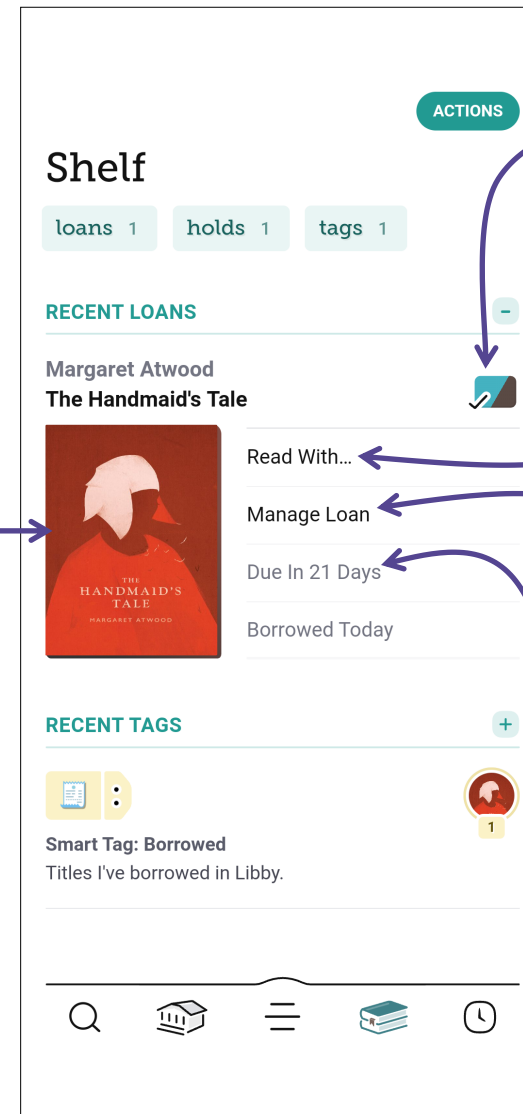 ACTIONS
Shelf
loans 1 holds 1 tags 1
RECENT LOANS
Margaret Atwood
The Handmaid's Tale
Read With...
Manage Loan
Due In 21 Days
Borrowed Today
THE
HANDMAID'S
TALE
MARGARET ATWOOD
RECENT TAGS
Smart Tag: Borrowed
Titles I've borrowed in Libby.
1